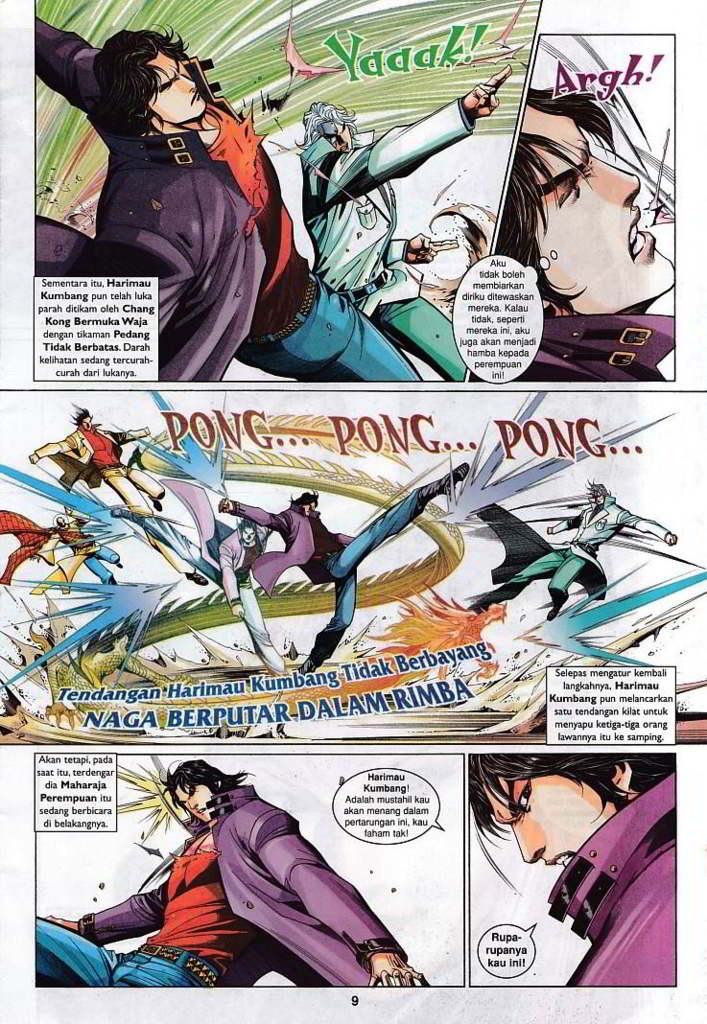 Yaaak!
Argh!
Sementara itu, Harimau
Kumbang pun telah luka
parah ditikam oleh Chang
Kong Bermuka Waja
dengan tikaman Pedang
Tidak Berbatas. Darah
kelihatan sedang tercurah-
curah dari lukanya.
Aku
tidak boleh
membiarkan
diriku ditewaskan
mereka. Kalau
tidak, seperti
mereka ini, aku
juga akan menjadi
hamba kepada
perempuan
ini!
PONG... PONG... PONG...
Tendangan Harimau Kumbang Tidak Berbayang
NAGA BERPUTAR DALAM RIMBA
Selepas mengatur kembali
langkahnya, Harimau
Kumbang pun melancarkan
satu tendangan kilat untuk
menyapu ketiga-tiga orang
lawannya itu ke samping.
Akan tetapi, pada
saat itu, terdengar
dia Maharaja
Perempuan itu
sedang berbicara
di belakangnya.
Harimau
Kumbang!
Adalah mustahil kau
akan menang dalam
pertarungan ini, kau
faham tak!
Rupa-
rupanya
kau ini!
9